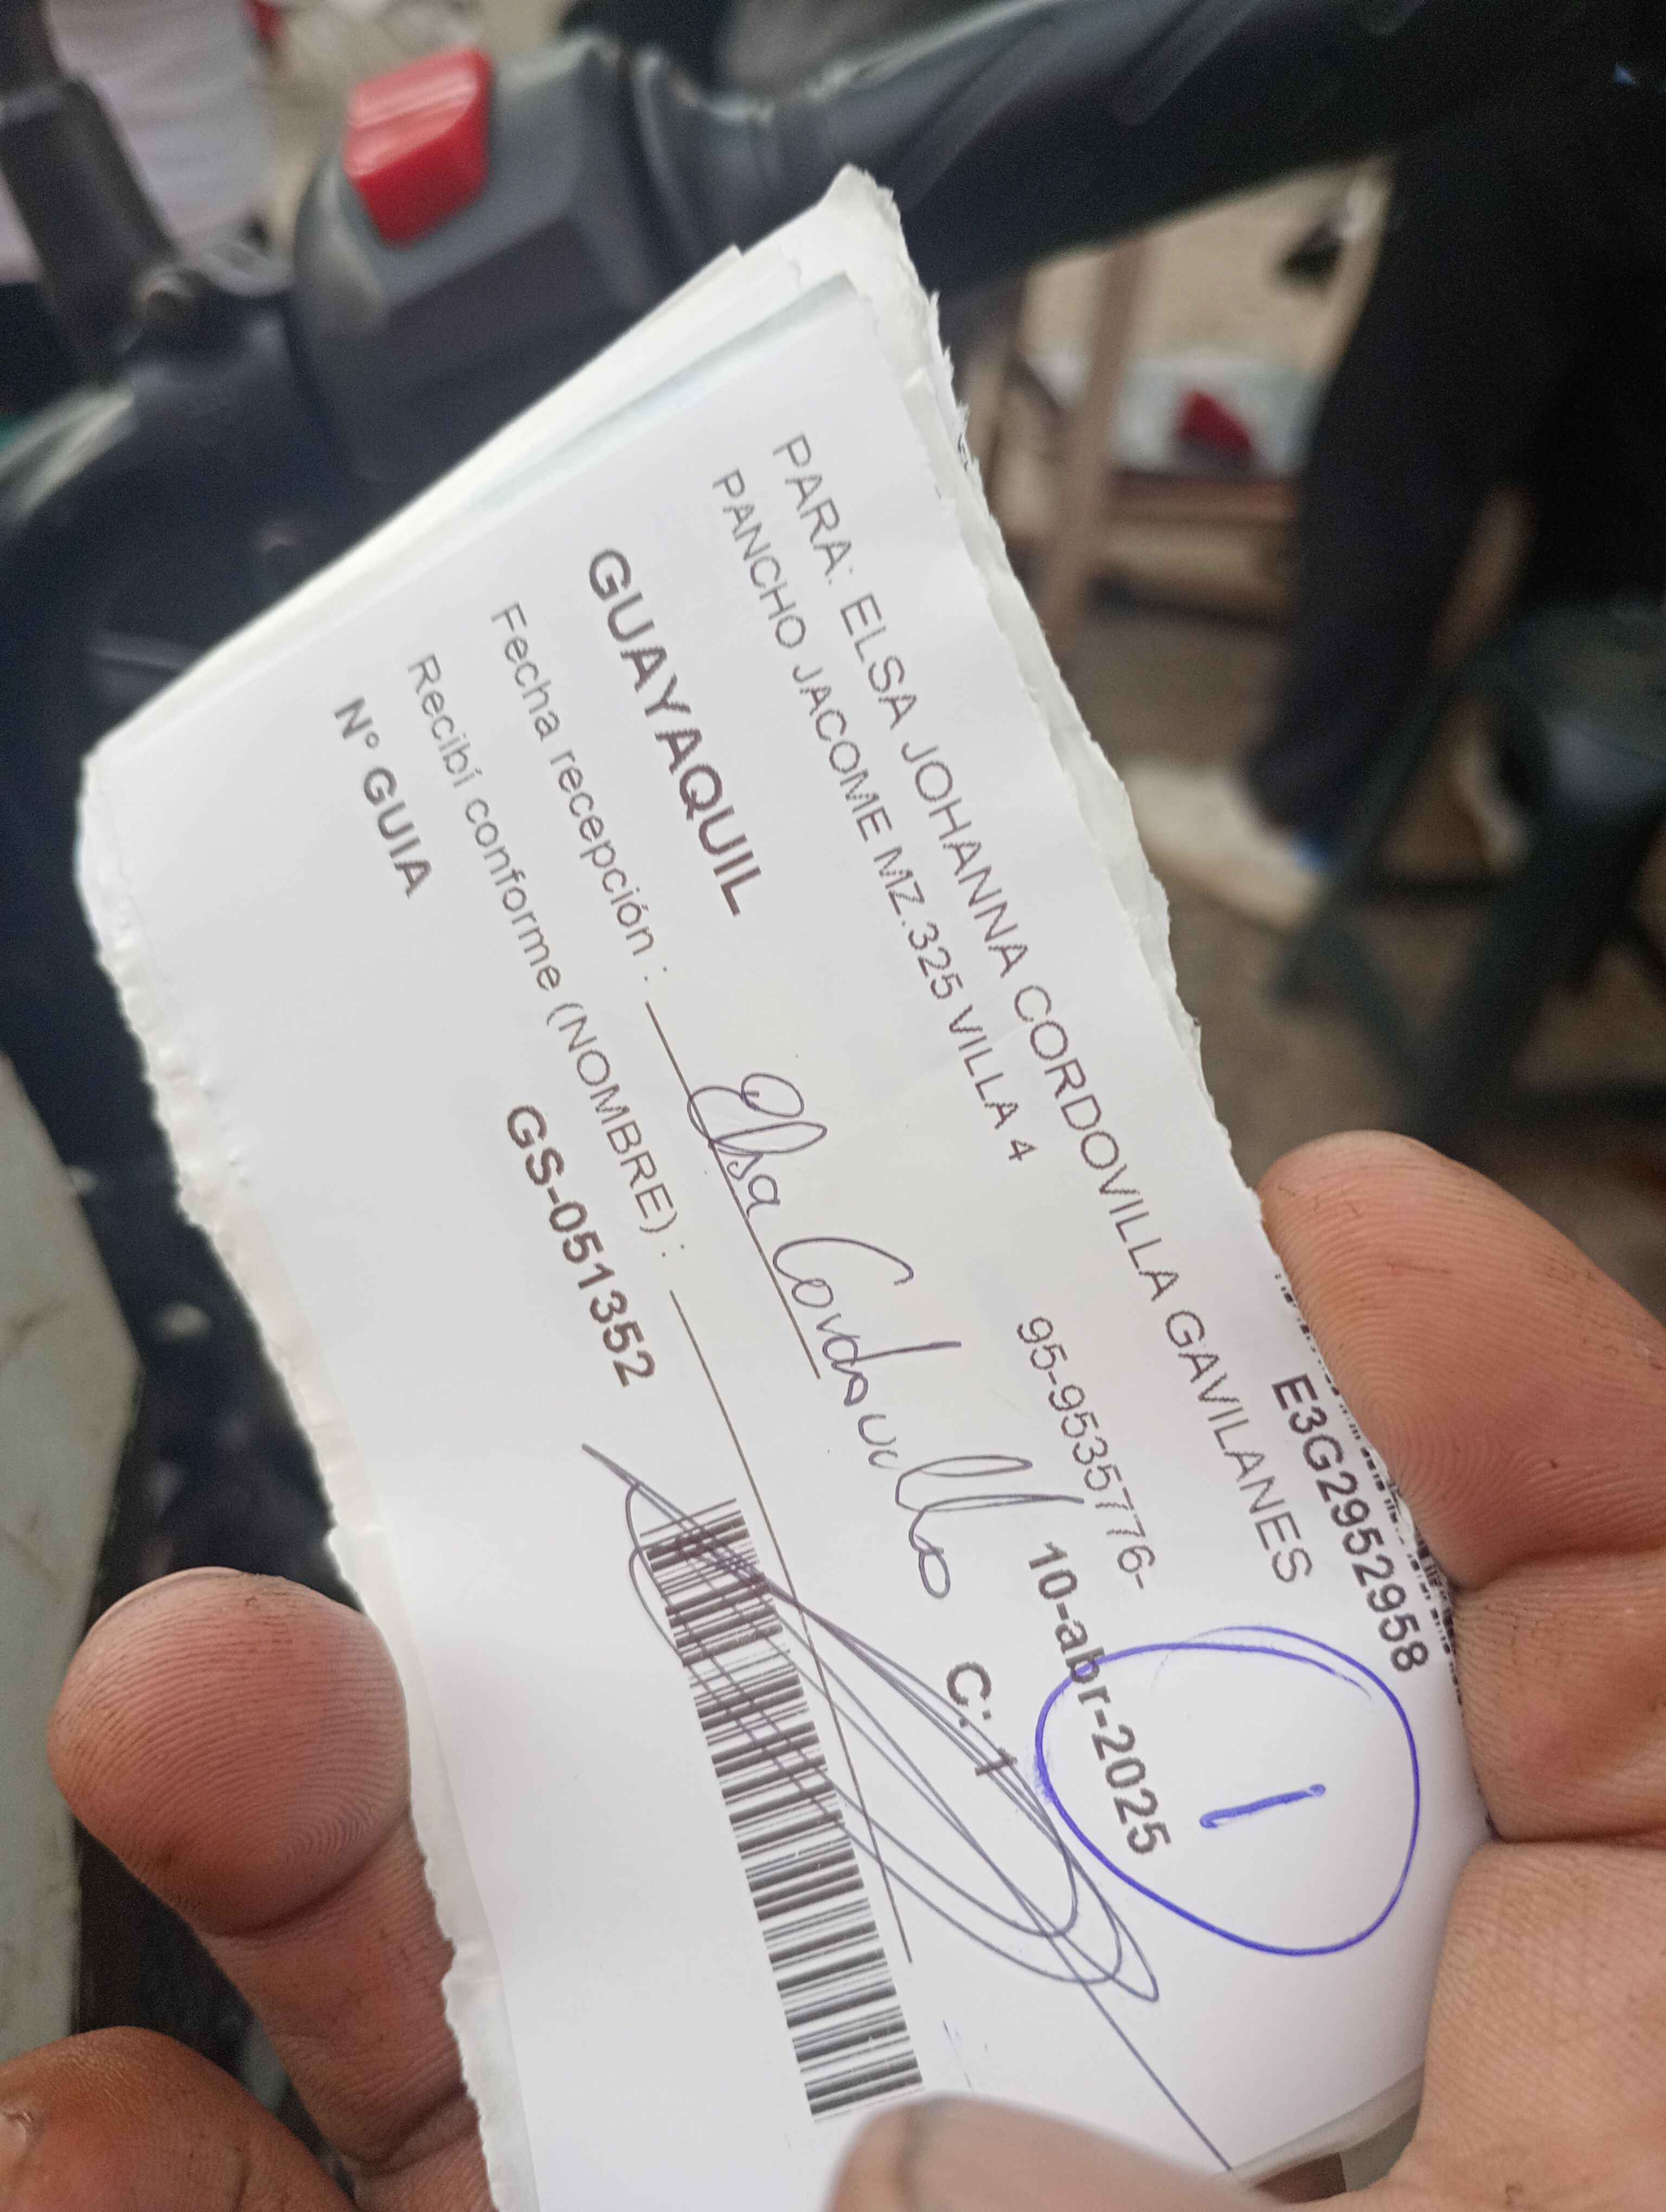 E3G2952958
PARA: ELSA JOHANNA CORDOVILLA GAVILANES
1
PANCHO JACOME MZ.325 VILLA 4
95-9535776-
10-abr-2025
GUAYAQUIL
C: 1
Fecha recepción :
Elsa Cordovilla
Recibí conforme (NOMBRE) :
Nº GUIA
GS-051352